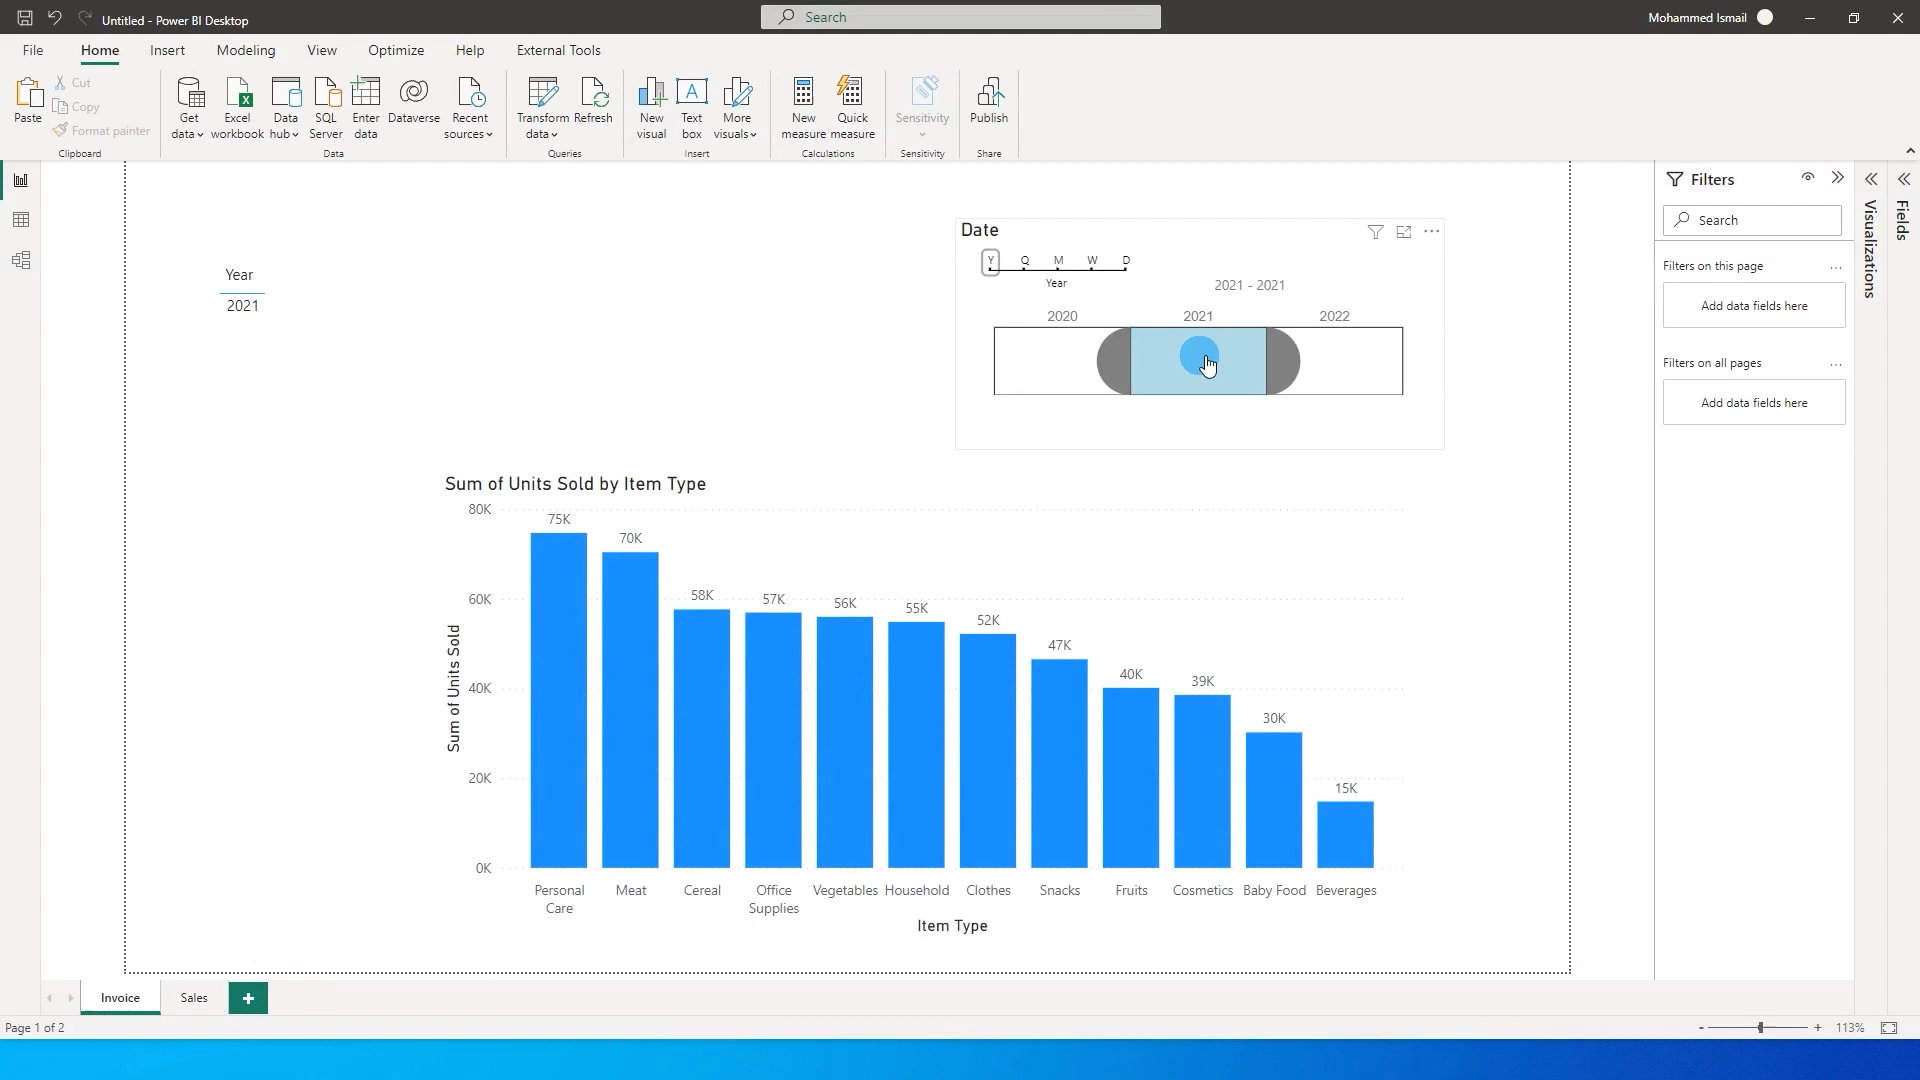 Untitled - Power BI Desktop
Search
Mohammed Ismail
File Home Insert Modeling View Optimize Help External Tools
Paste
Cut
Copy
Format painter
Clipboard
Get data
Excel workbook
Data hub
SQL Server
Enter data
Dataverse
Recent sources
Data
Transform data
Refresh
Queries
New visual
Text box
More visuals
Insert
New measure
Quick measure
Calculations
Sensitivity
Sensitivity
Publish
Share
Year
2021
Date
Y Q M W D
Year
2021 - 2021
2020 2021 2022
Sum of Units Sold by Item Type
Sum of Units Sold
80K
60K
40K
20K
0K
75K 70K 58K 57K 56K 55K 52K 47K 40K 39K 30K 15K
Personal Care
Meat
Cereal
Office Supplies
Vegetables
Household
Clothes
Snacks
Fruits
Cosmetics
Baby Food
Beverages
Item Type
Filters
Search
Filters on this page
...
Add data fields here
Filters on all pages
...
Add data fields here
Visualizations
Fields
Invoice
Sales
+
Page 1 of 2
- + 113%